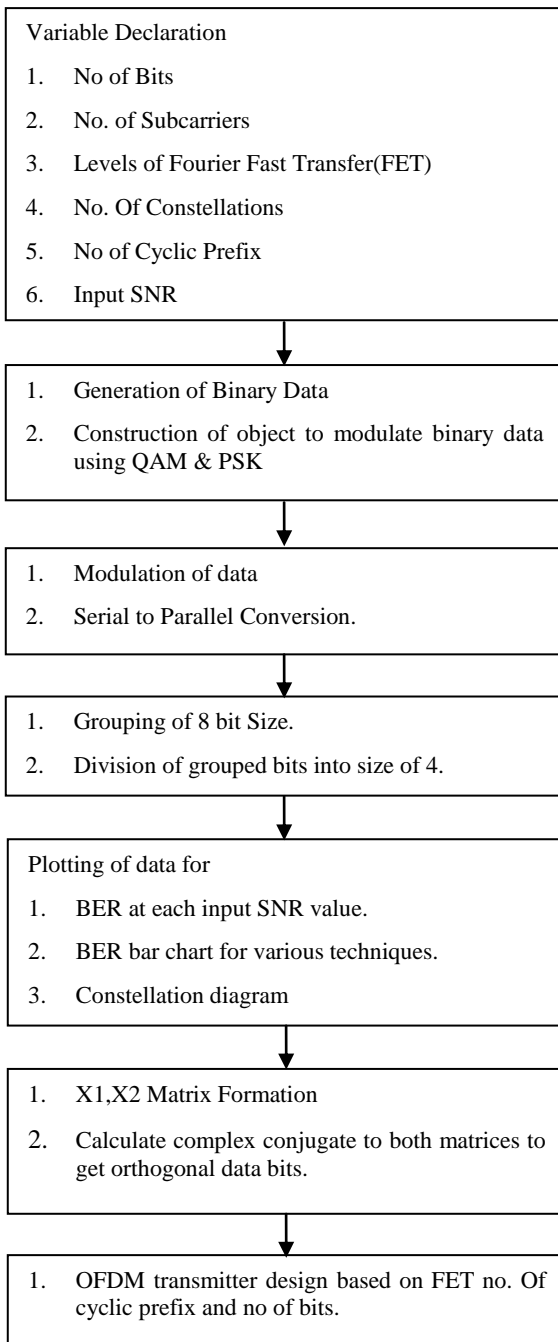 Variable Declaration
1. No of Bits
2. No. of Subcarriers
3. Levels of Fourier Fast Transfer(FET)
4. No. Of Constellations
5. No of Cyclic Prefix
6. Input SNR
1. Generation of Binary Data
2. Construction of object to modulate binary data
using QAM & PSK
1. Modulation of data
2. Serial to Parallel Conversion.
1. Grouping of 8 bit Size.
2. Division of grouped bits into size of 4.
Plotting of data for
1. BER at each input SNR value.
2. BER bar chart for various techniques.
3. Constellation diagram
1. X1,X2 Matrix Formation
2. Calculate complex conjugate to both matrices to
get orthogonal data bits.
1. OFDM transmitter design based on FET no. Of
cyclic prefix and no of bits.